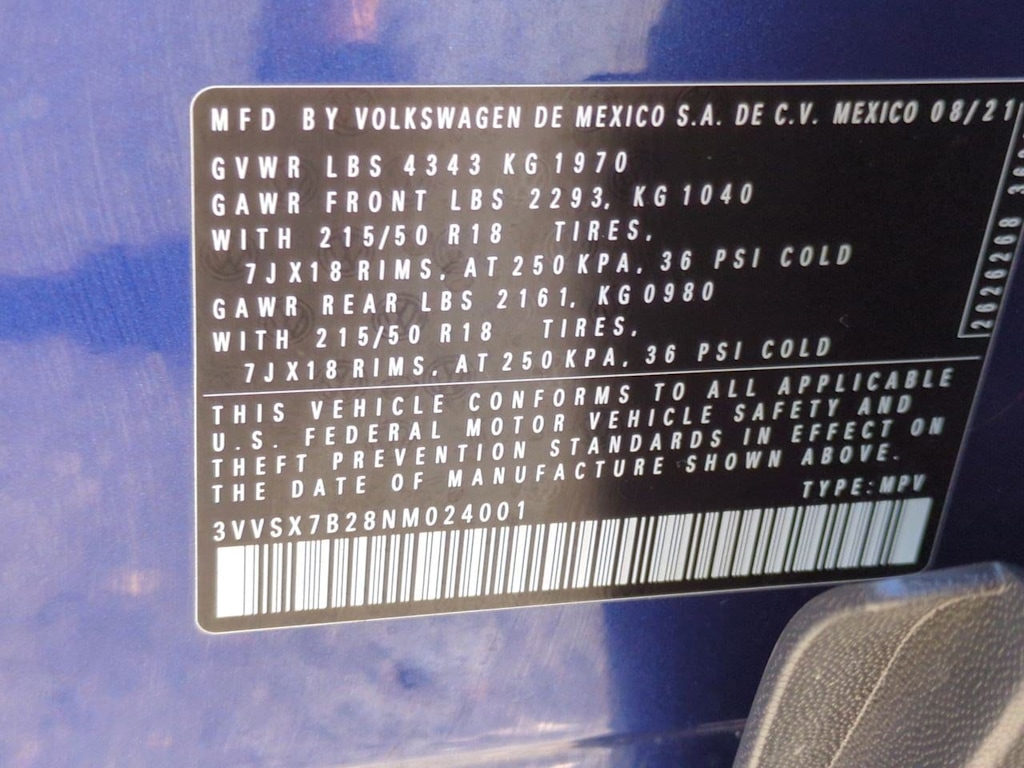 MFD BY VOLKSWAGEN DE MEXICO S.A. DE C.V. MEXICO 08/21
GVWR LBS 4343 KG 1970
GAWR FRONT LBS 2293, KG 1040
WITH 215/50 R18 TIRES,
7JX18 RIMS, AT 250 KPA, 36 PSI COLD
GAWR REAR LBS 2161, KG 0980
WITH 215/50 R18 TIRES,
7JX18 RIMS, AT 250 KPA, 36 PSI COLD
THIS VEHICLE CONFORMS TO ALL APPLICABLE
U.S. FEDERAL MOTOR VEHICLE SAFETY AND
THEFT PREVENTION STANDARDS IN EFFECT ON
THE DATE OF MANUFACTURE SHOWN ABOVE.
TYPE: MPV
3VVSX7B28NM024001
2626268